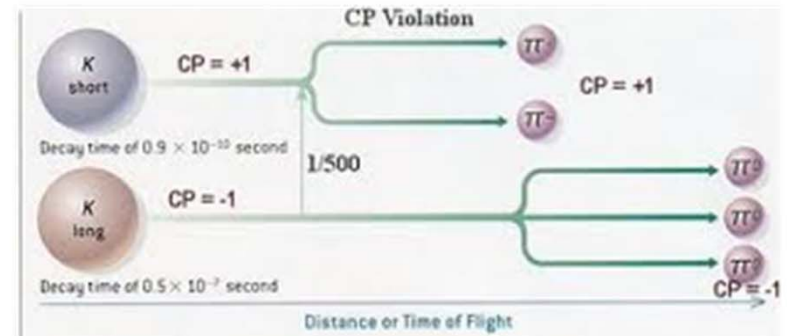 CP Violation
K
short
CP = +1
π
CP = +1
π-
Decay time of 0.9 × 10⁻¹⁰ second
1/500
K
long
CP = -1
π⁰
π⁰
π⁰
Decay time of 0.5 × 10⁻⁷ second
CP = -1
Distance or Time of Flight